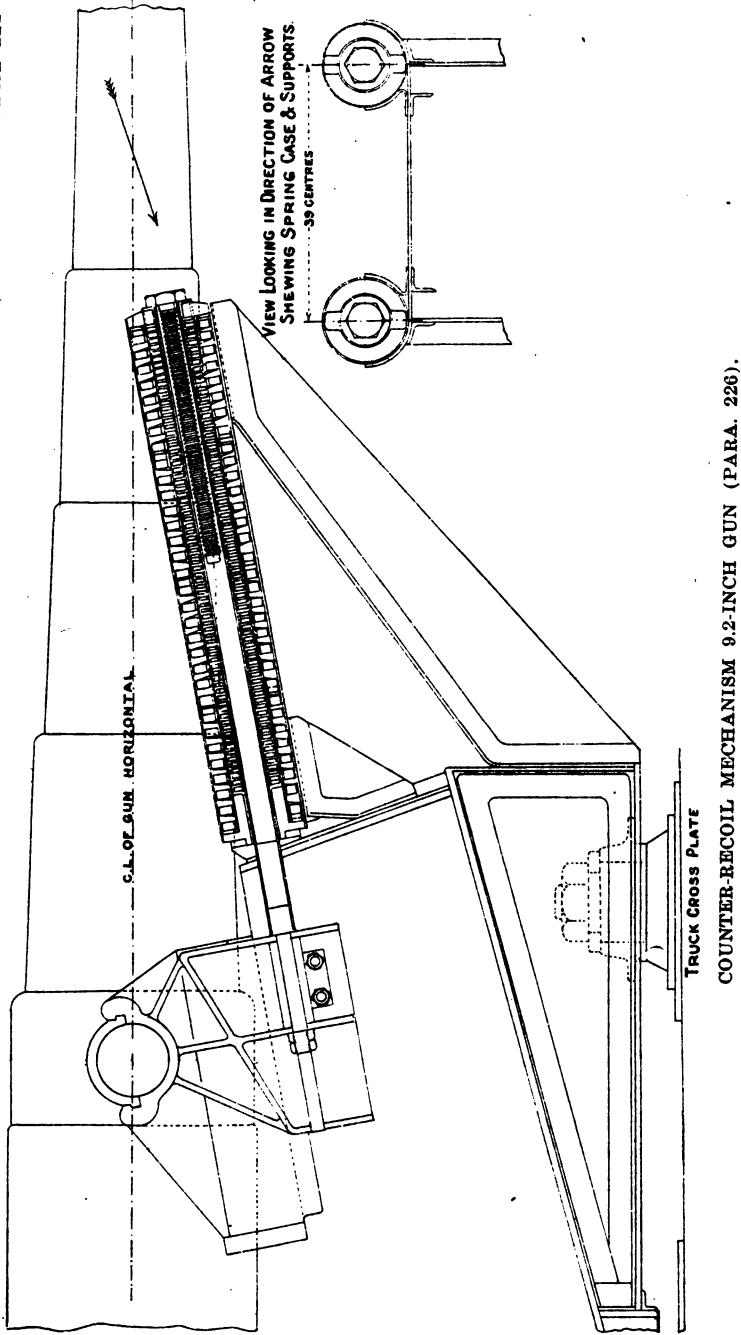 C.L. OF GUN HORIZONTAL
VIEW LOOKING IN DIRECTION OF ARROW
SHEWING SPRING CASE & SUPPORTS.
39 CENTRES
TRUCK CROSS PLATE
COUNTER-RECOIL MECHANISM 9.2-INCH GUN (PARA. 226).